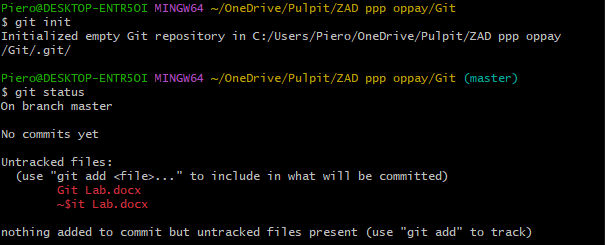 Piero@DESKTOP-ENTR5OI MINGW64 ~/OneDrive/Pulpit/ZAD ppp oppay/Git
$ git init
Initialized empty Git repository in C:/Users/Piero/OneDrive/Pulpit/ZAD ppp oppay
/Git/.git/
Piero@DESKTOP-ENTR5OI MINGW64 ~/OneDrive/Pulpit/ZAD ppp oppay/Git (master)
$ git status
On branch master
No commits yet
Untracked files:
(use "git add <file>..." to include in what will be committed)
Git Lab.docx
~$it Lab.docx
nothing added to commit but untracked files present (use "git add" to track)